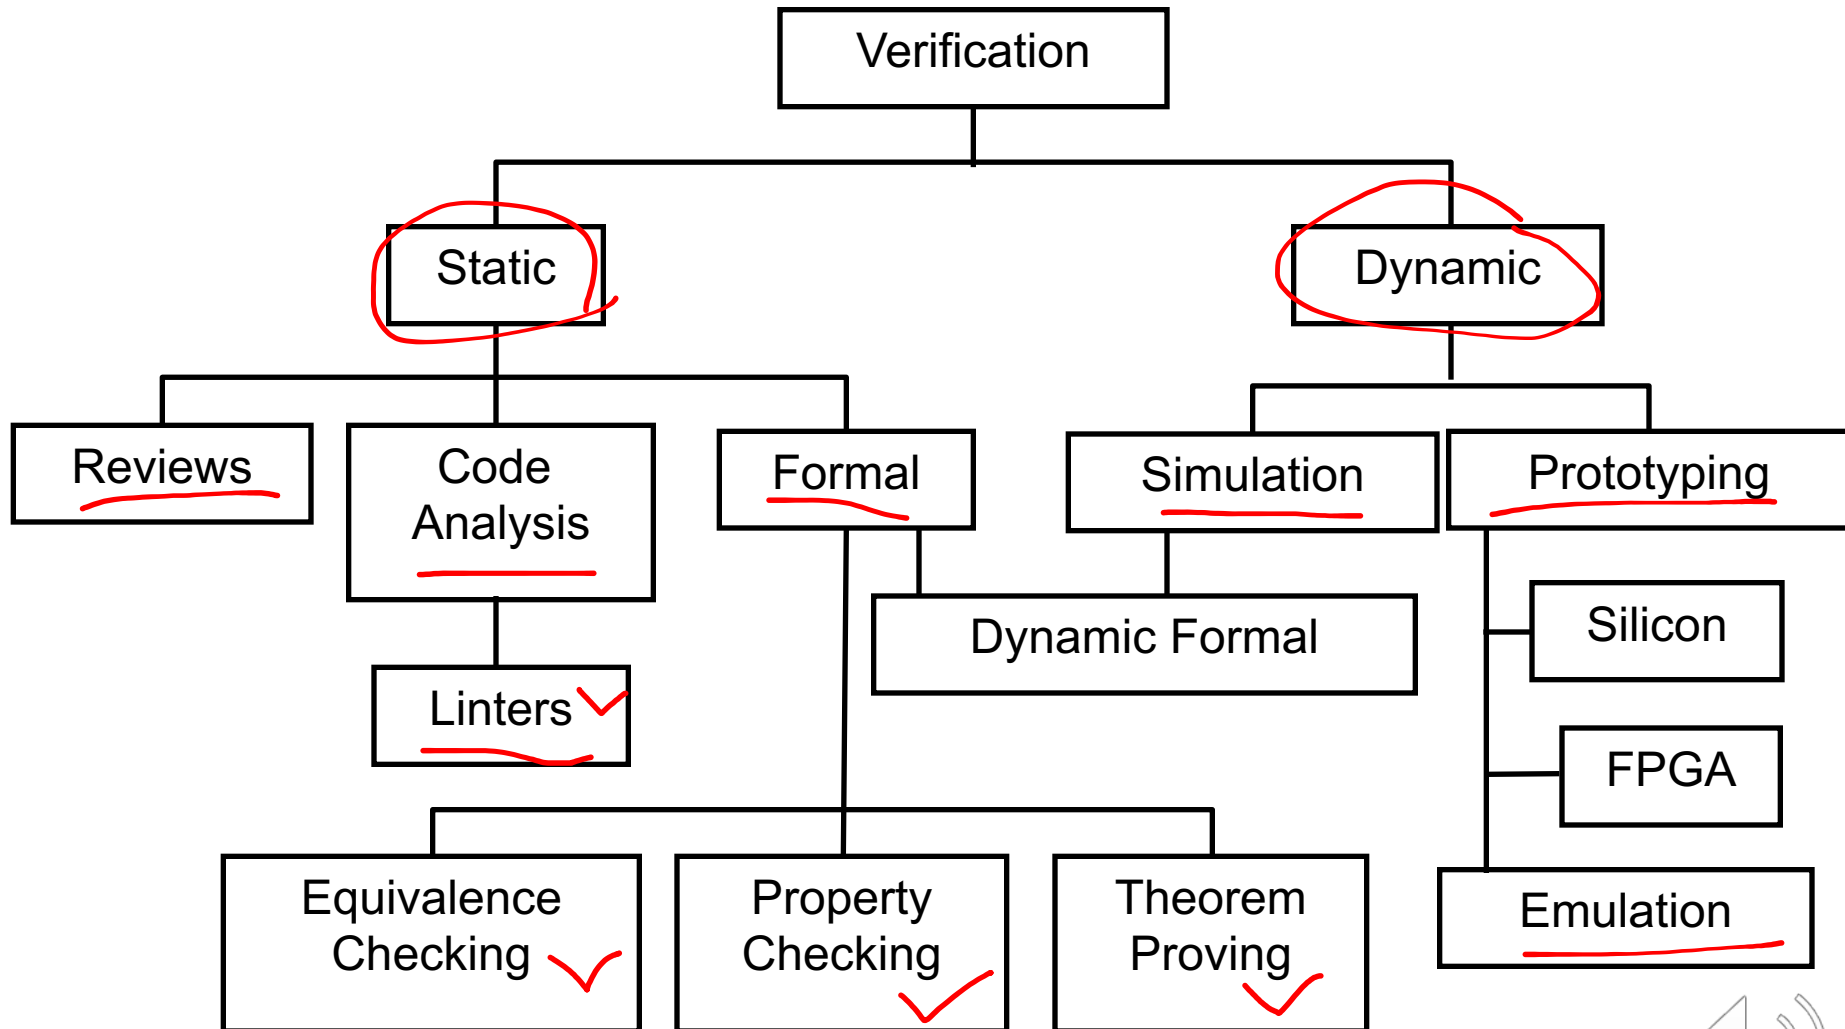 Verification
Static
Dynamic
Reviews
Code
Analysis
Formal
Simulation
Prototyping
Dynamic Formal
Silicon
Linters
FPGA
Equivalence
Checking
Property
Checking
Theorem
Proving
Emulation